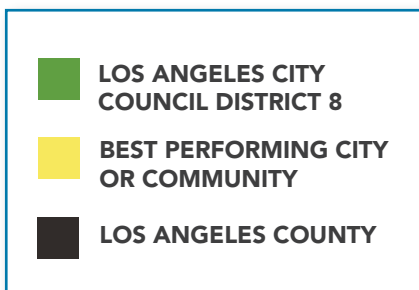 LOS ANGELES CITY
COUNCIL DISTRICT 8
BEST PERFORMING CITY
OR COMMUNITY
LOS ANGELES COUNTY